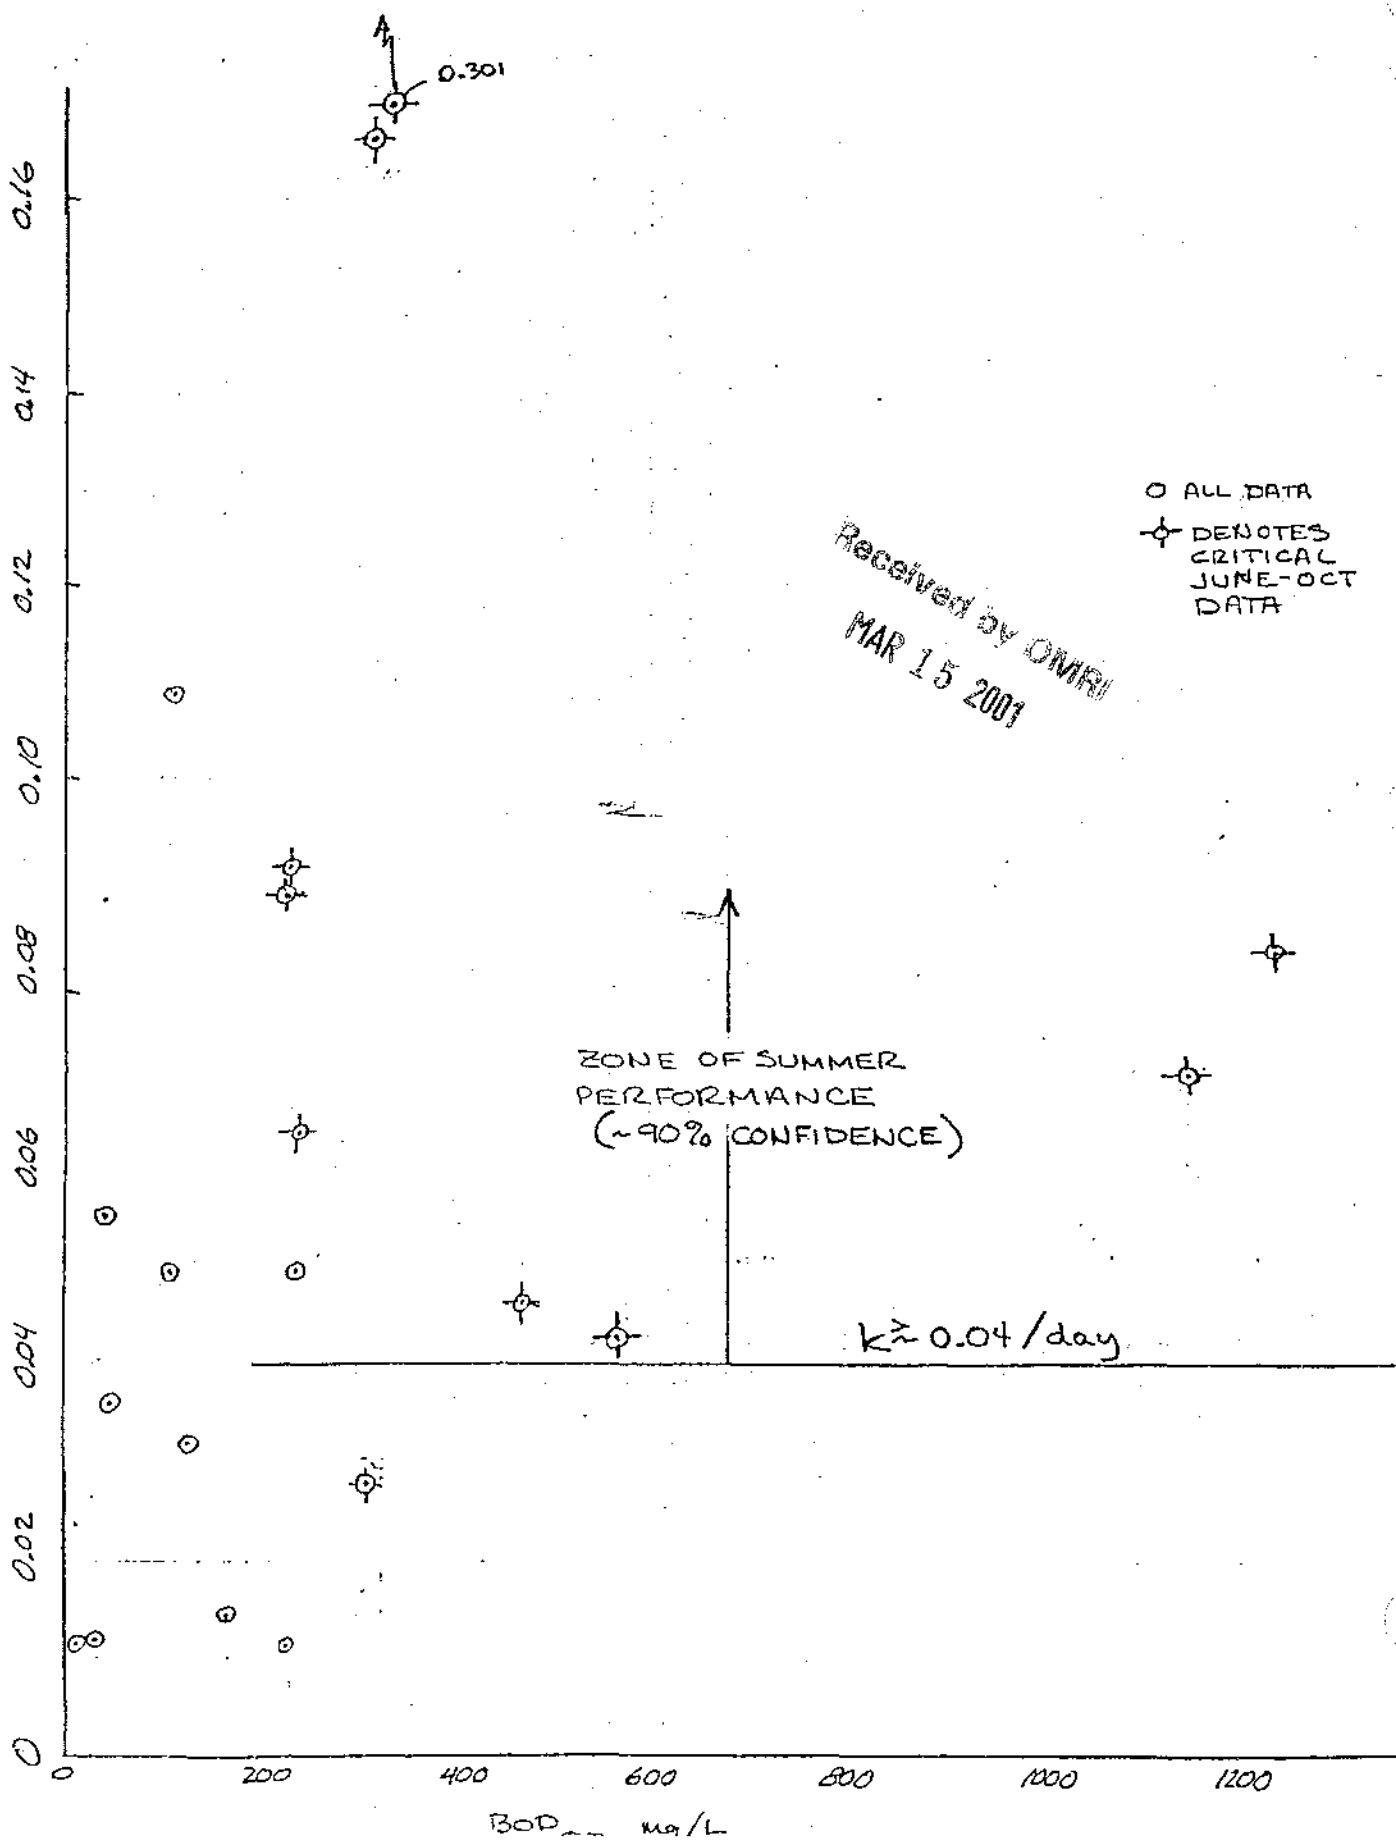 0.301
0.16
0.14
0.12
0.10
0.08
0.06
0.04
0.02
0
O ALL DATA
DENOTES
CRITICAL
JUNE-OCT
DATA
Received by OMRI
MAR 15 2001
ZONE OF SUMMER
PERFORMANCE
(~90% CONFIDENCE)
k ≳ 0.04/day
0 200 400 600 800 1000 1200
BOD mg/L